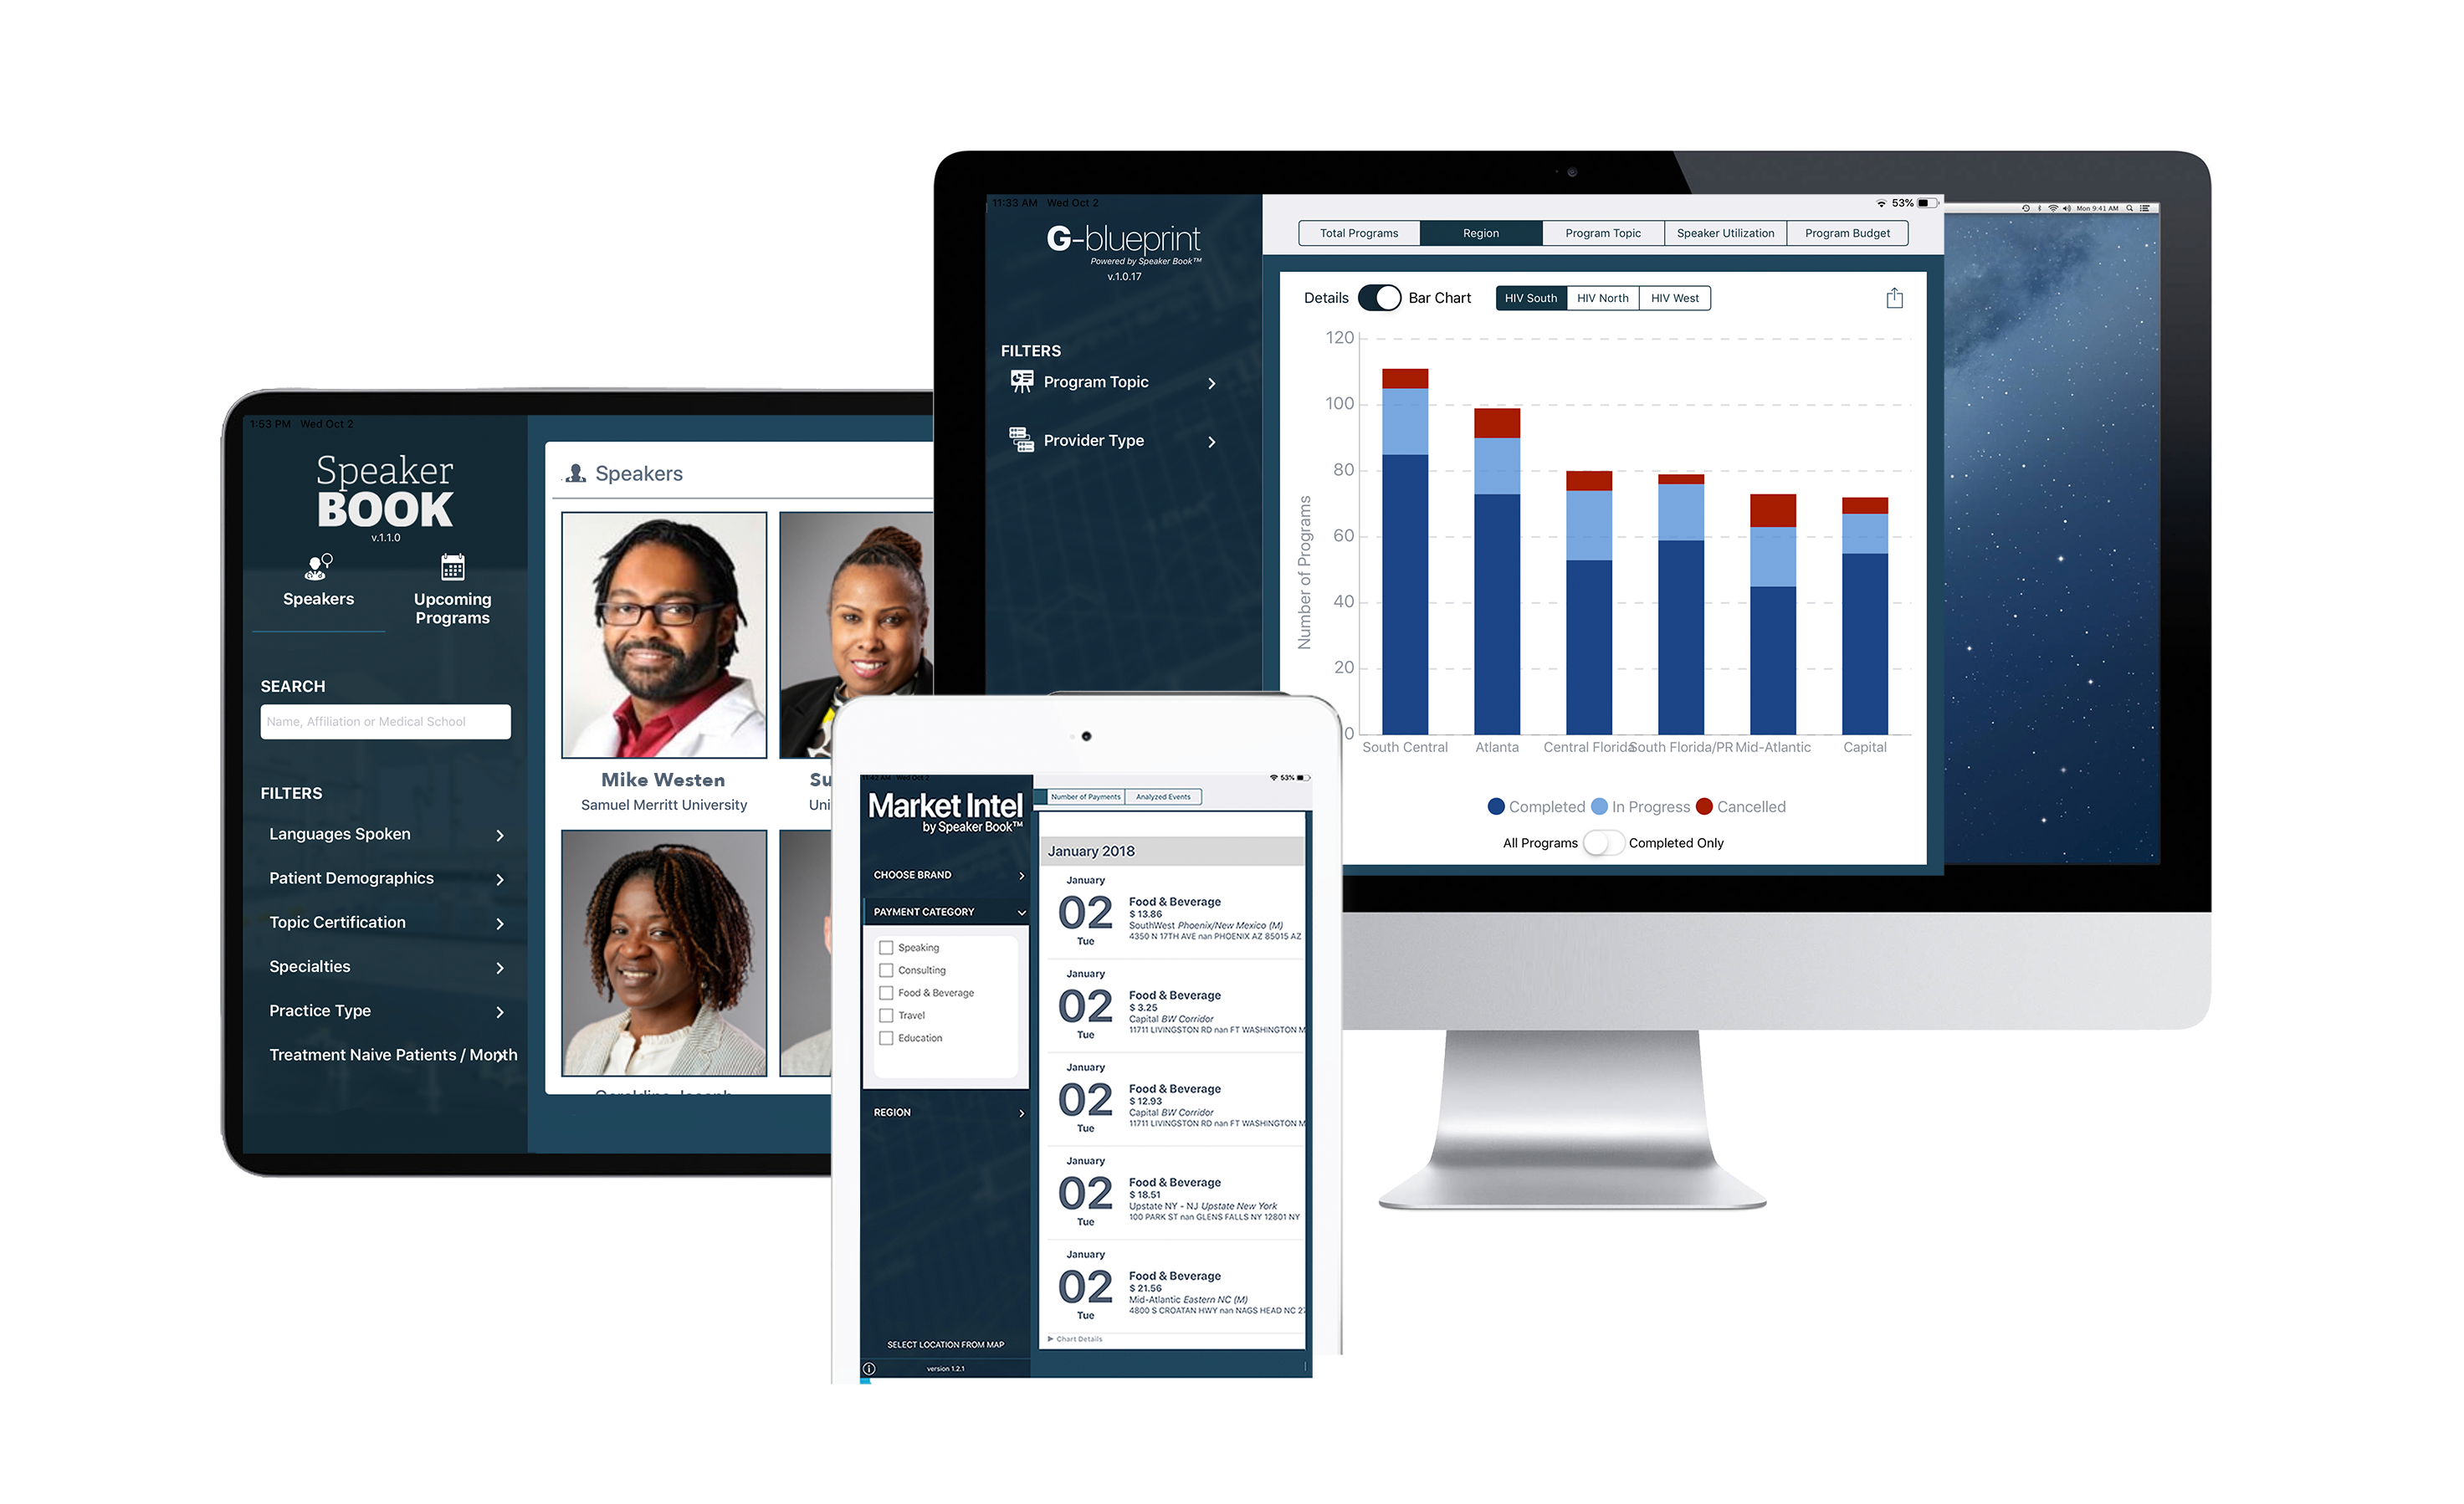 1:53 PM Wed Oct 2
Speaker
BOOK
v.1.1.0
Speakers
Upcoming
Programs
SEARCH
Name, Affiliation or Medical School
FILTERS
Languages Spoken
Patient Demographics
Topic Certification
Specialties
Practice Type
Treatment Naive Patients / Month
Speakers
Mike Westen
Samuel Merritt University
Su
Uni
11:33 AM Wed Oct 2
G-blueprint
Powered by Speaker Book™
v.1.0.17
FILTERS
Program Topic
Provider Type
53%
Mon 9:41 AM
Total Programs
Region
Program Topic
Speaker Utilization
Program Budget
Details
Bar Chart
HIV South
HIV North
HIV West
Number of Programs
120
100
80
60
40
20
0
South Central
Atlanta
Central Florida
South Florida/PR
Mid-Atlantic
Capital
Completed
In Progress
Cancelled
All Programs
Completed Only
11:42 AM Wed Oct 2
53%
Market Intel
by Speaker Book™
CHOOSE BRAND
PAYMENT CATEGORY
Speaking
Consulting
Food & Beverage
Travel
Education
REGION
SELECT LOCATION FROM MAP
version 1.2.1
Number of Payments
Analyzed Events
January 2018
January
02
Tue
Food & Beverage
$ 13.86
SouthWest Phoenix/New Mexico (M)
4350 N 17TH AVE nan PHOENIX AZ 85015 AZ
January
02
Tue
Food & Beverage
$ 3.25
Capital BW Corridor
11711 LIVINGSTON RD nan FT WASHINGTON M
January
02
Tue
Food & Beverage
$ 12.93
Capital BW Corridor
11711 LIVINGSTON RD nan FT WASHINGTON M
January
02
Tue
Food & Beverage
$ 18.51
Upstate NY - NJ Upstate New York
100 PARK ST nan GLENS FALLS NY 12801 NY
January
02
Tue
Food & Beverage
$ 21.56
Mid-Atlantic Eastern NC (M)
4800 S CROATAN HWY nan NAGS HEAD NC 27
Chart Details